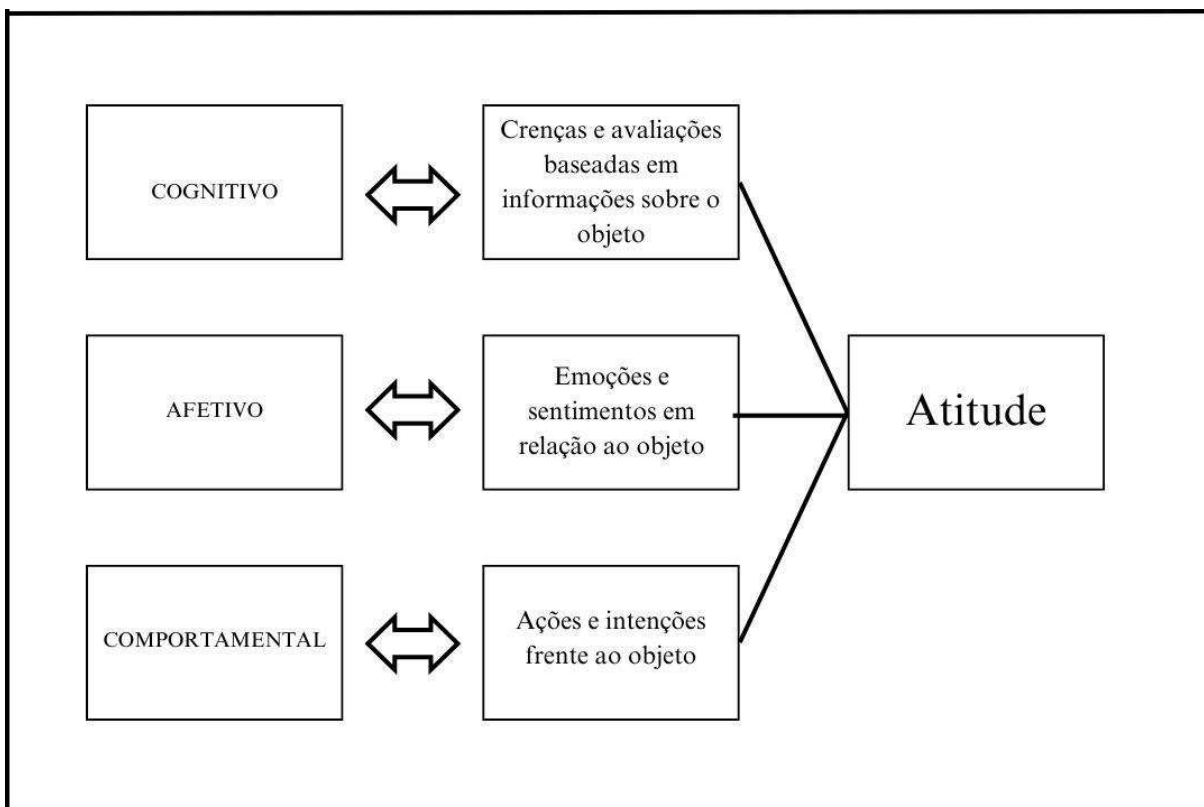 COGNITIVO
Crenças e avaliações
baseadas em
informações sobre o
objeto
AFETIVO
Emoções e
sentimentos em
relação ao objeto
Atitude
COMPORTAMENTAL
Ações e intenções
frente ao objeto